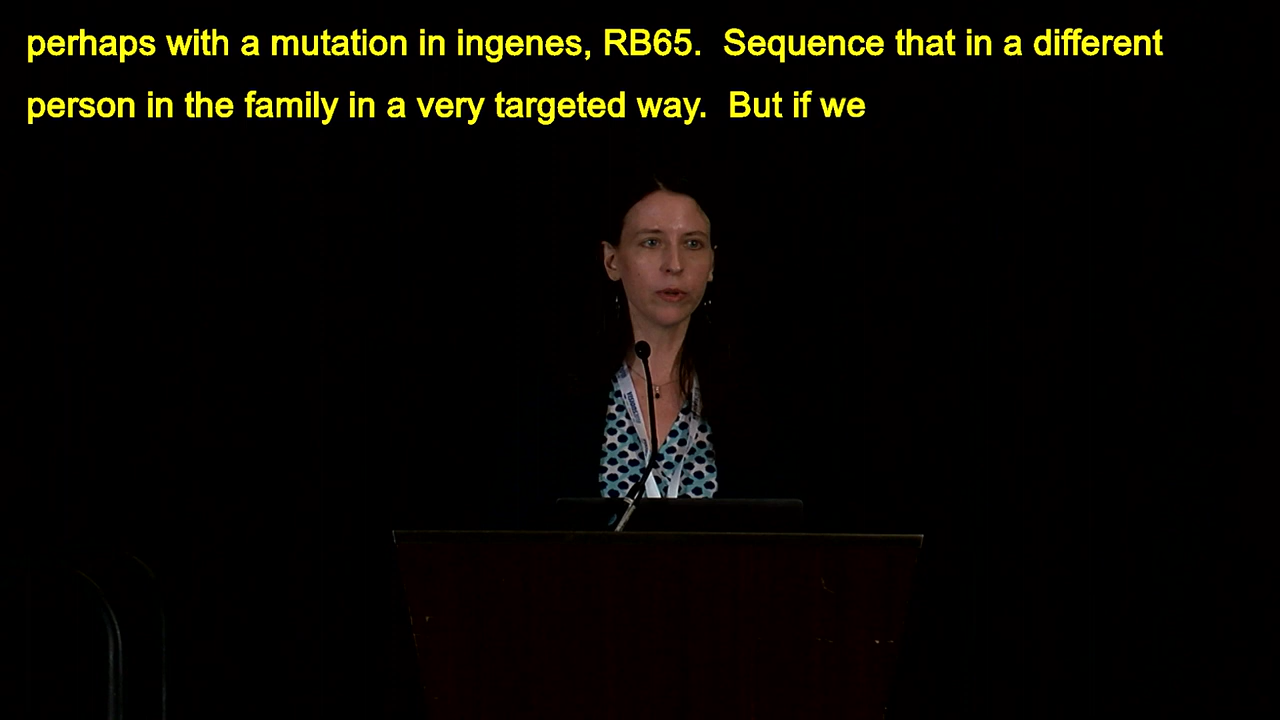 perhaps with a mutation in ingenes, RB65.  Sequence that in a different
person in the family in a very targeted way.  But if we